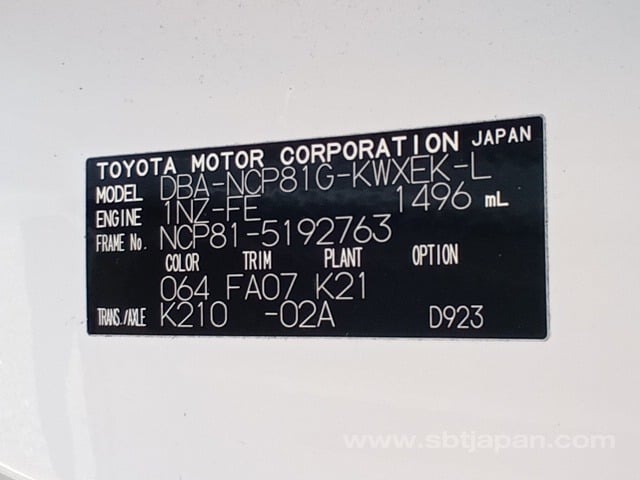 TOYOTA MOTOR CORPORATION JAPAN
MODEL DBA-NCP81G-KWXEK-L
ENGINE 1NZ-FE 1496 mL
FRAME No. NCP81-5192763
COLOR TRIM PLANT OPTION
064 FA07 K21
TRANS./AXLE K210 -02A D923
www.sbtjapan.com